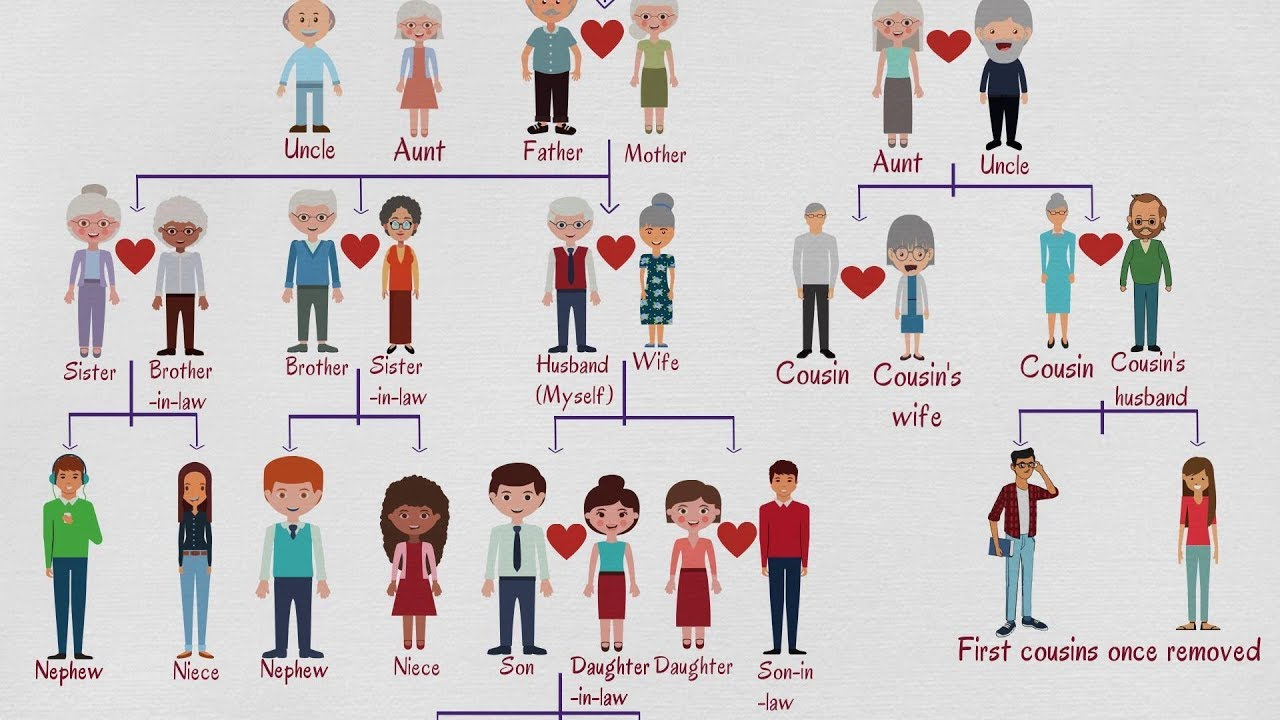 Uncle
Aunt
Father
Mother
Aunt
Uncle
Sister
Brother
-in-law
Brother
Sister
-in-law
Husband
(Myself)
Wife
Cousin
Cousin's
wife
Cousin
Cousin's
husband
Nephew
Niece
Nephew
Niece
Son
Daughter
-in-law
Daughter
Son-in
-law
First cousins once removed